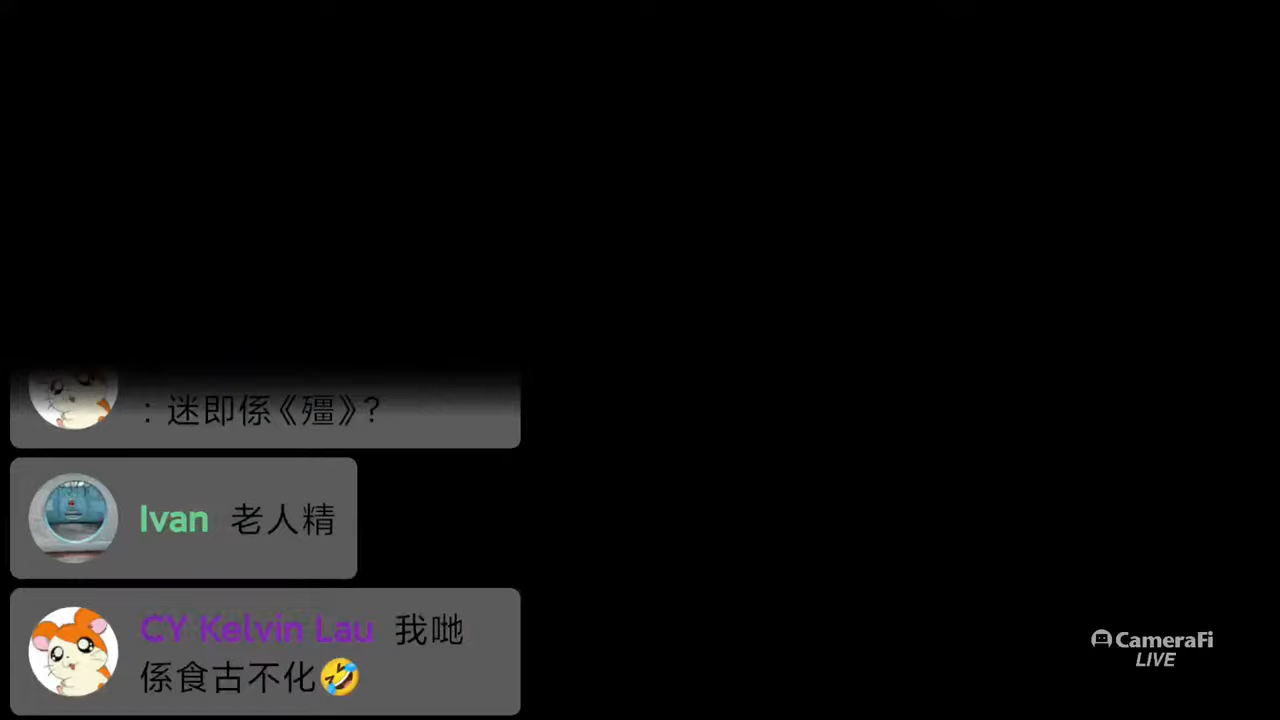 ：迷即係《殭》？
Ivan 老人精
CY Kelvin Lau 我哋
係食古不化🤣
CameraFi
LIVE